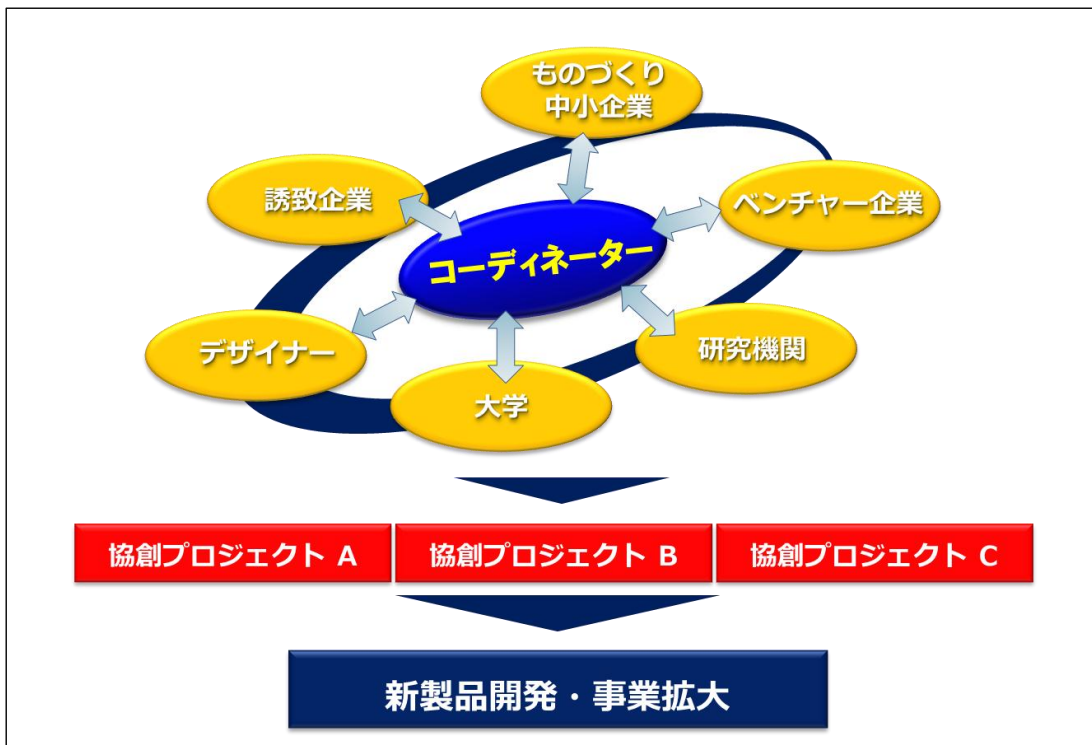 ものづくり
中小企業
誘致企業
ベンチャー企業
コーディネーター
デザイナー
研究機関
大学
協創プロジェクト A
協創プロジェクト B
協創プロジェクト C
新製品開発・事業拡大